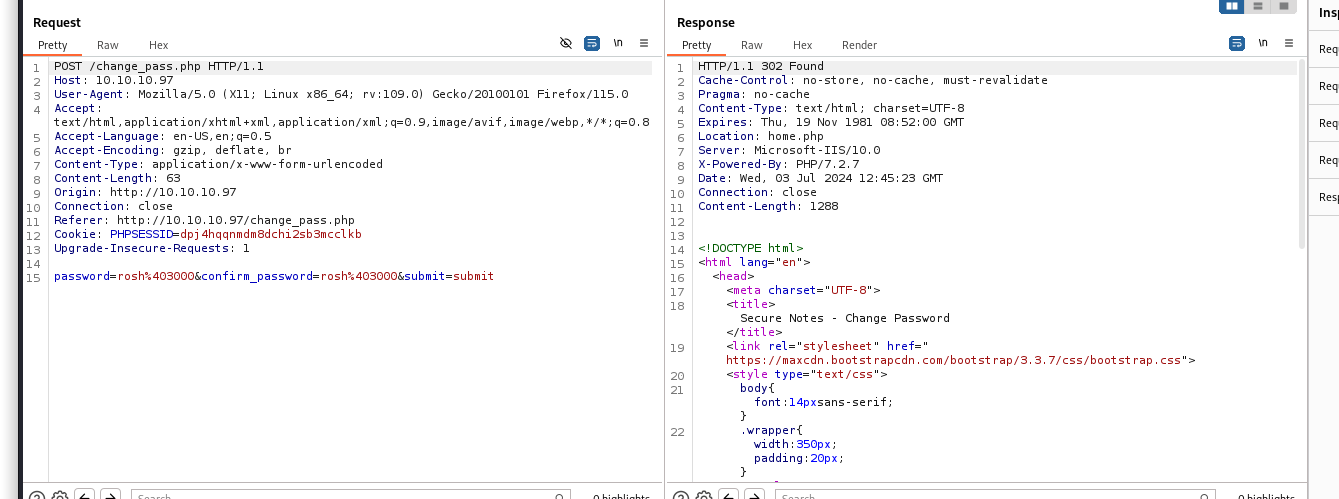 Request
Pretty Raw Hex \n
1 POST /change_pass.php HTTP/1.1
2 Host: 10.10.10.97
3 User-Agent: Mozilla/5.0 (X11; Linux x86_64; rv:109.0) Gecko/20100101 Firefox/115.0
4 Accept:
text/html,application/xhtml+xml,application/xml;q=0.9,image/avif,image/webp,*/*;q=0.8
5 Accept-Language: en-US,en;q=0.5
6 Accept-Encoding: gzip, deflate, br
7 Content-Type: application/x-www-form-urlencoded
8 Content-Length: 63
9 Origin: http://10.10.10.97
10 Connection: close
11 Referer: http://10.10.10.97/change_pass.php
12 Cookie: PHPSESSID=dpj4hqqnmdm8dchi2sb3mcclkb
13 Upgrade-Insecure-Requests: 1
14
15 password=rosh%403000&confirm_password=rosh%403000&submit=submit
Search
0 highlights
Response
Pretty Raw Hex Render \n
1 HTTP/1.1 302 Found
2 Cache-Control: no-store, no-cache, must-revalidate
3 Pragma: no-cache
4 Content-Type: text/html; charset=UTF-8
5 Expires: Thu, 19 Nov 1981 08:52:00 GMT
6 Location: home.php
7 Server: Microsoft-IIS/10.0
8 X-Powered-By: PHP/7.2.7
9 Date: Wed, 03 Jul 2024 12:45:23 GMT
10 Connection: close
11 Content-Length: 1288
12
13
14 <!DOCTYPE html>
15 <html lang="en">
16 <head>
17 <meta charset="UTF-8">
18 <title>
Secure Notes - Change Password
</title>
19 <link rel="stylesheet" href="
https://maxcdn.bootstrapcdn.com/bootstrap/3.3.7/css/bootstrap.css">
20 <style type="text/css">
21 body{
font:14pxsans-serif;
}
22 .wrapper{
width:350px;
padding:20px;
}
Search
0 highlights